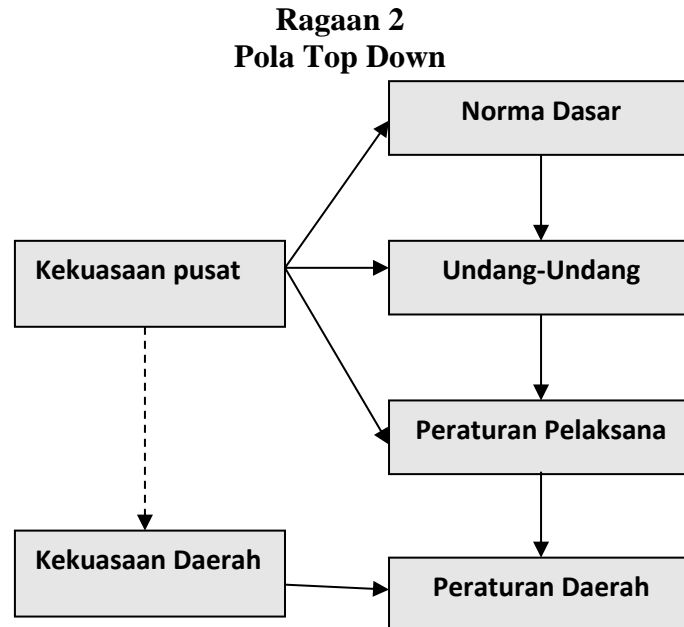 Ragaan 2
Pola Top Down
Norma Dasar
Kekuasaan pusat
Undang-Undang
Peraturan Pelaksana
Kekuasaan Daerah
Peraturan Daerah